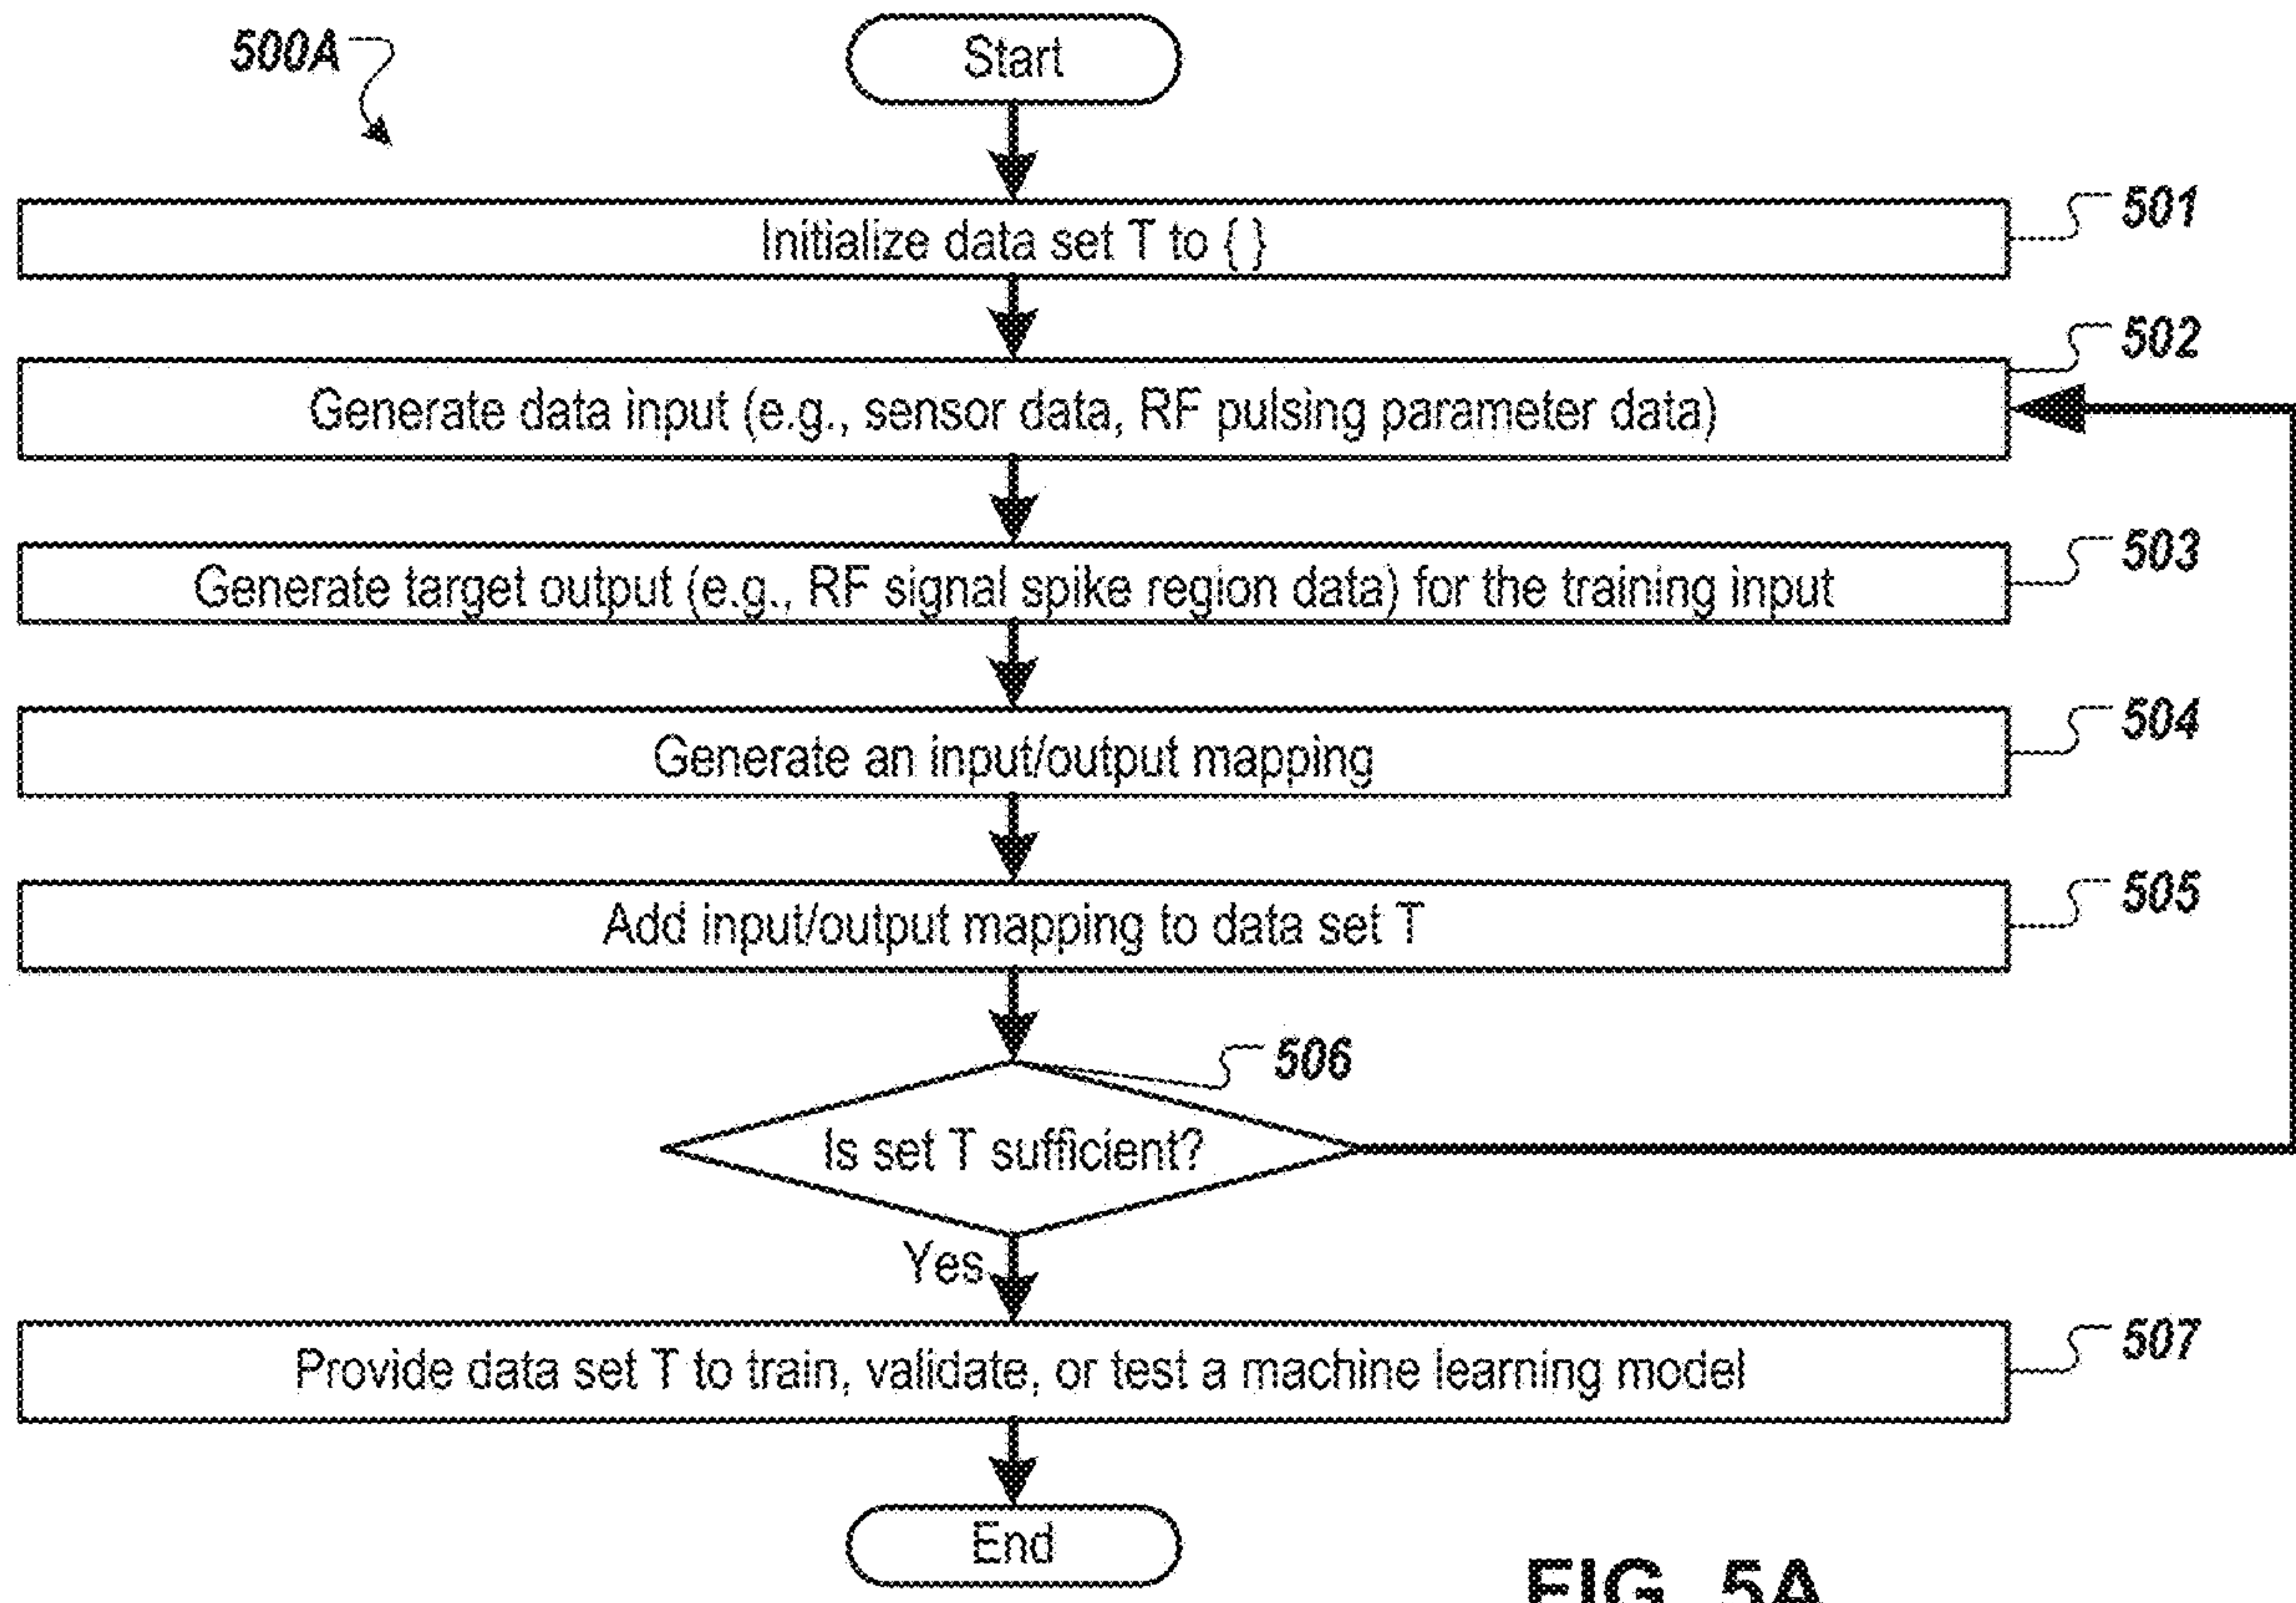 500A
Start
Initialize data set T to { }
501
502
Generate data input (e.g., sensor data, RF pulsing parameter data)
503
Generate target output (e.g., RF signal spike region data) for the training input
504
Generate an input/output mapping
505
Add input/output mapping to data set T
506
Is set T sufficient?
Yes
507
Provide data set T to train, validate, or test a machine learning model
End
FIG. 5A